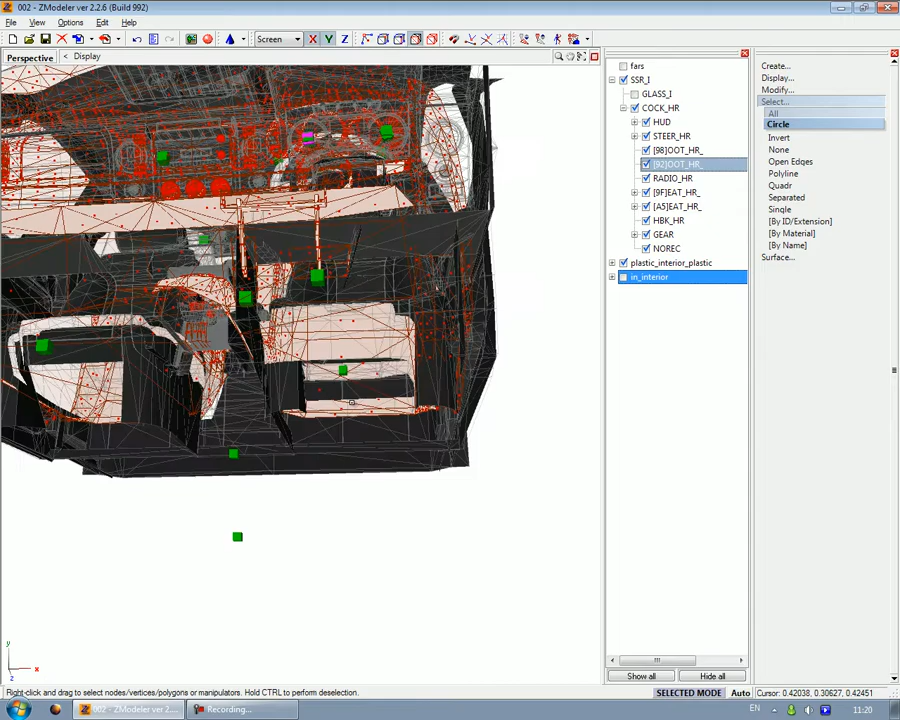 002 - ZModeler ver 2.2.6 (Build 992)
File View Options Edit Help
Screen X Y Z
Perspective < Display
fars
SSR_I
GLASS_I
COCK_HR
HUD
STEER_HR
[98]OOT_HR_
[92]OOT_HR_
RADIO_HR
[9F]EAT_HR_
[A5]EAT_HR_
HBK_HR
GEAR
NOREC
plastic_interior_plastic
in_interior
Create...
Display...
Modify...
Select...
All
Circle
Invert
None
Open Edges
Polyline
Quadr
Separated
Single
[By ID/Extension]
[By Material]
[By Name]
Surface...
y
x
z
Show all Hide all
Right-click and drag to select nodes/vertices/polygons or manipulators. Hold CTRL to perform deselection.
SELECTED MODE Auto Cursor: 0.42038, 0.30627, 0.42451
002 - ZModeler ver 2....
Recording...
EN 11:20